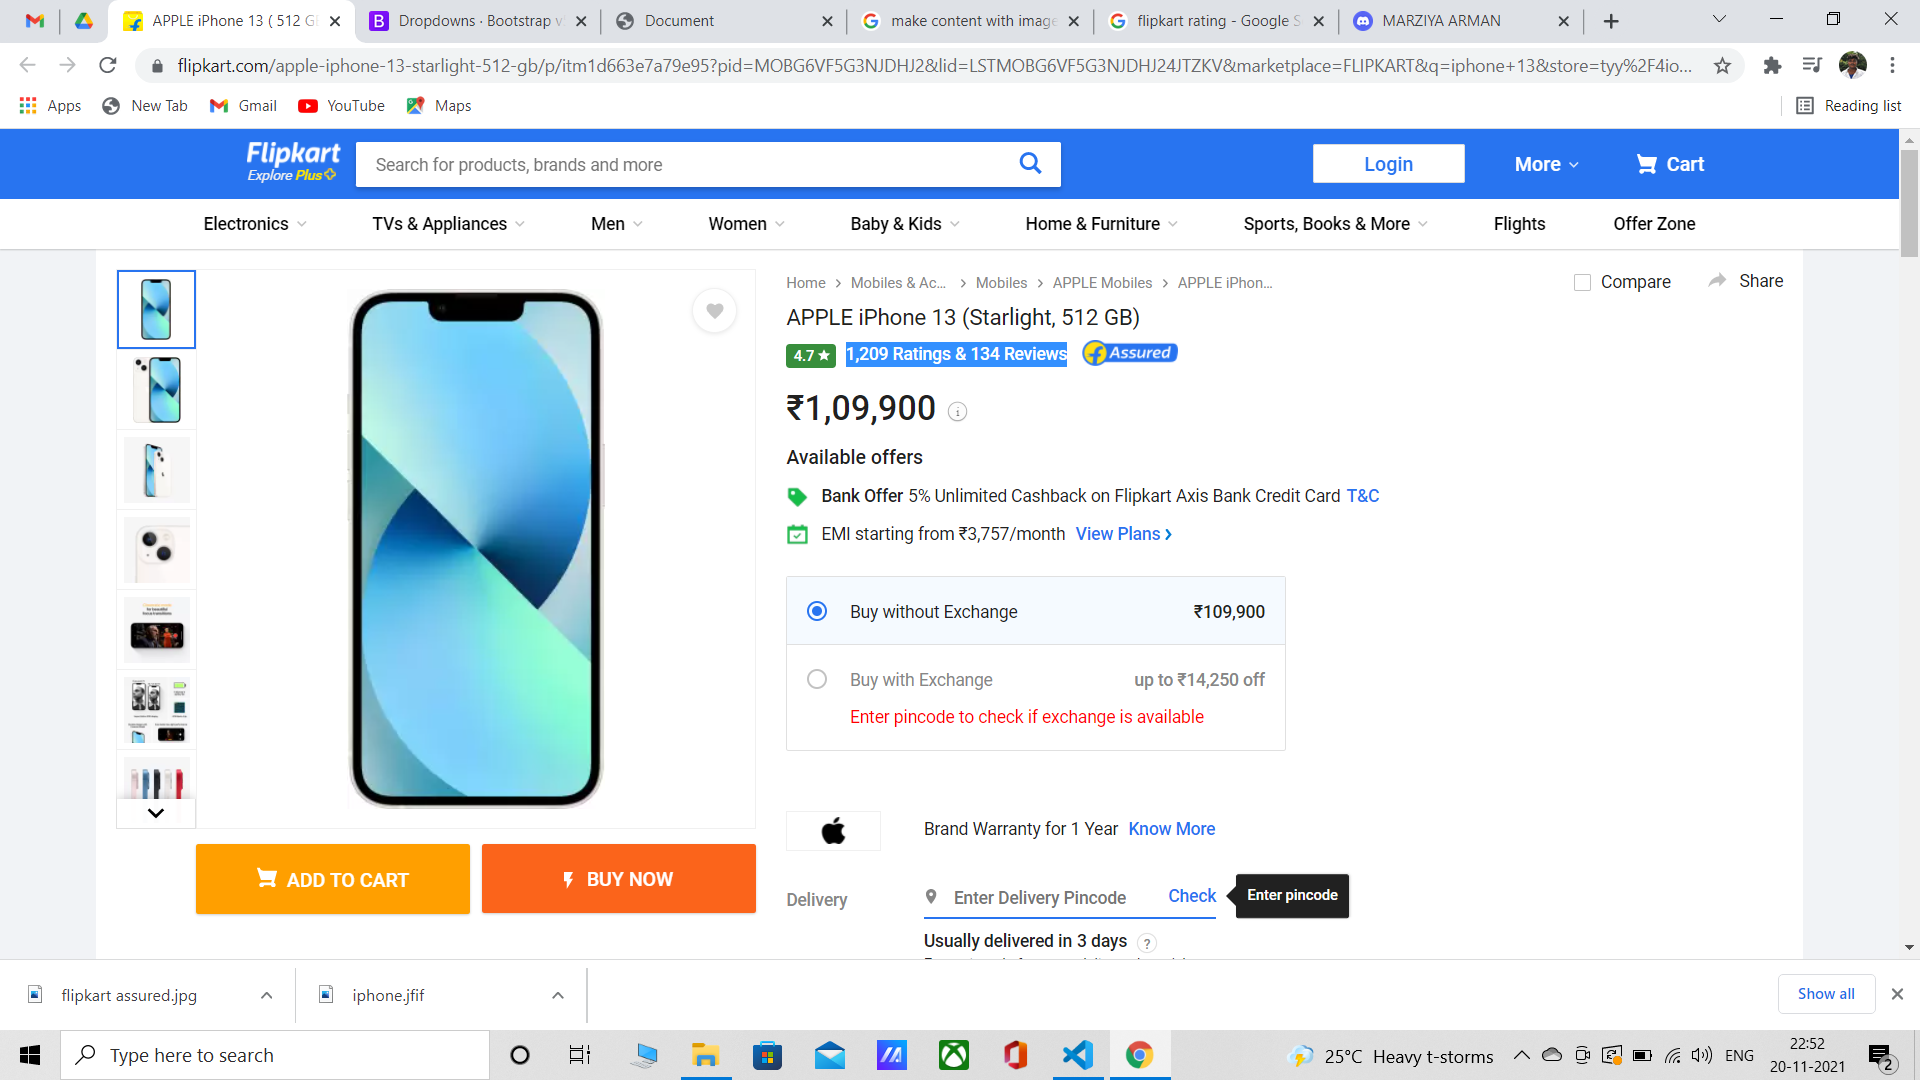 APPLE iPhone 13 ( 512 G
Dropdowns · Bootstrap v
Document
make content with image
flipkart rating - Google S
MARZIYA ARMAN
flipkart.com/apple-iphone-13-starlight-512-gb/p/itm1d663e7a79e95?pid=MOBG6VF5G3NJDHJ2&lid=LSTMOBG6VF5G3NJDHJ24JTZKV&marketplace=FLIPKART&q=iphone+13&store=tyy%2F4io...
Apps
New Tab
Gmail
YouTube
Maps
Reading list
Flipkart
Explore Plus
Search for products, brands and more
Login
More
Cart
Electronics
TVs & Appliances
Men
Women
Baby & Kids
Home & Furniture
Sports, Books & More
Flights
Offer Zone
Home > Mobiles & Ac... > Mobiles > APPLE Mobiles > APPLE iPhon...
Compare
Share
APPLE iPhone 13 (Starlight, 512 GB)
4.7 ★ 1,209 Ratings & 134 Reviews
Assured
₹1,09,900
Available offers
Bank Offer 5% Unlimited Cashback on Flipkart Axis Bank Credit Card T&C
EMI starting from ₹3,757/month View Plans >
Buy without Exchange ₹109,900
Buy with Exchange up to ₹14,250 off
Enter pincode to check if exchange is available
Brand Warranty for 1 Year Know More
ADD TO CART
BUY NOW
Delivery
Enter Delivery Pincode
Check
Enter pincode
Usually delivered in 3 days ?
flipkart assured.jpg
iphone.jfif
Show all
Type here to search
25°C Heavy t-storms
ENG
22:52
20-11-2021
2